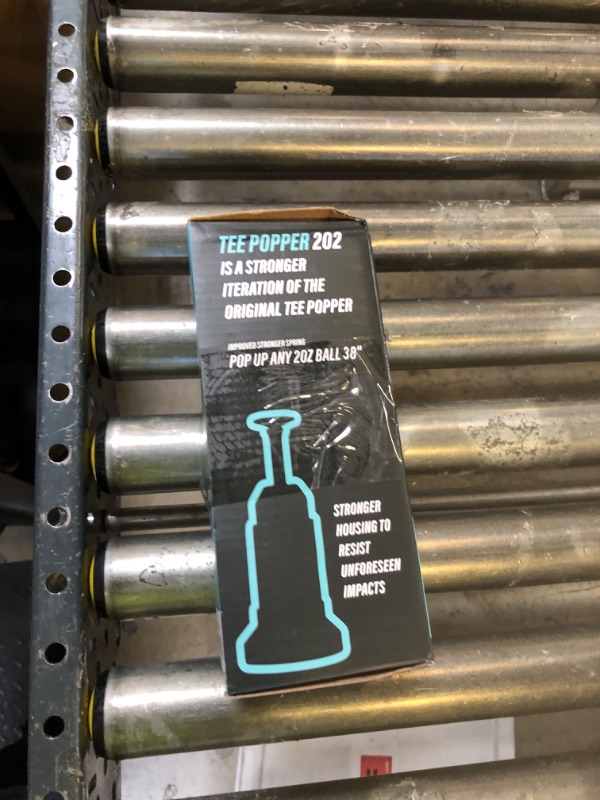 TEE POPPER 202
IS A STRONGER
ITERATION OF THE
ORIGINAL TEE POPPER
IMPROVED STRONGER SPRING
POP UP ANY 2OZ BALL 38"
STRONGER
HOUSING TO
RESIST
UNFORESEEN
IMPACTS